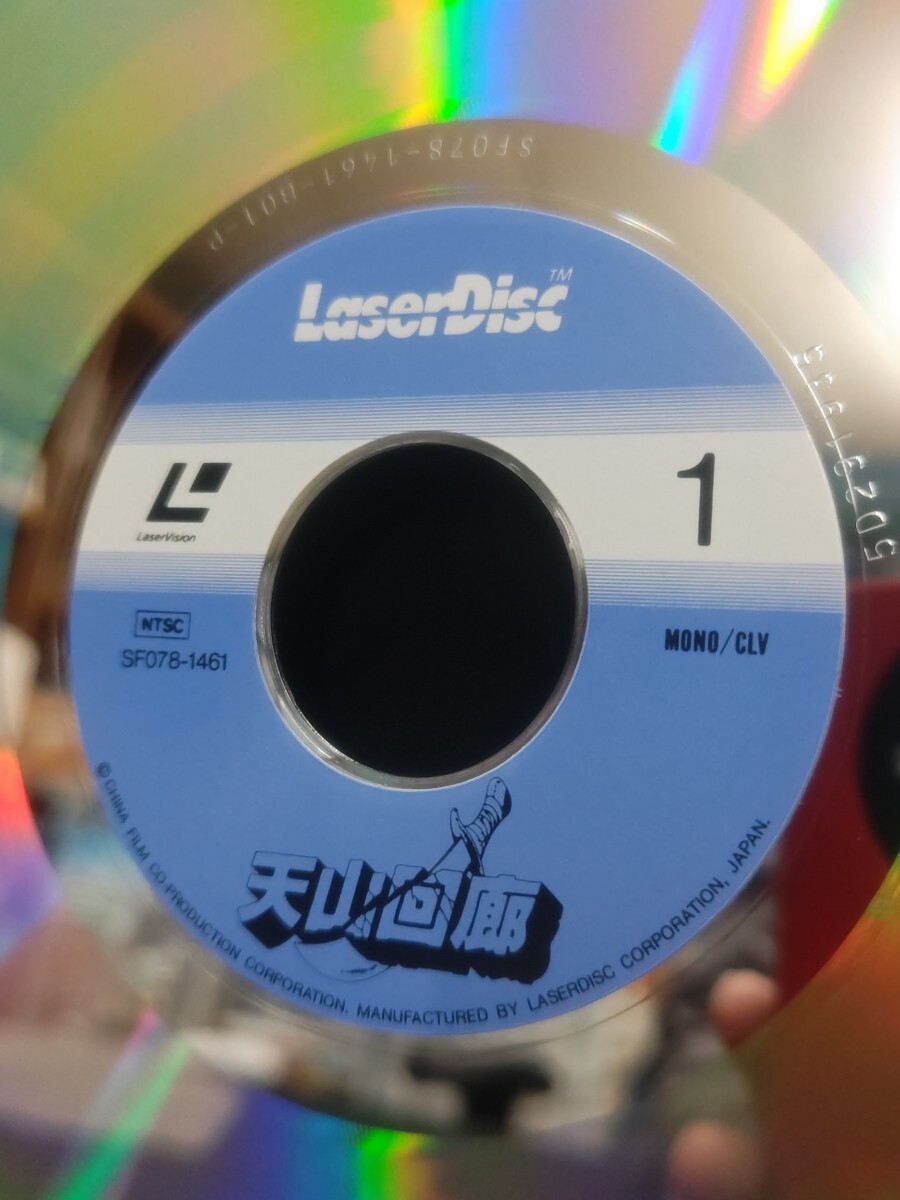 SF078-1461-B01-P
LaserDisc™
LaserVision
1
NTSC
SF078-1461
MONO/CLV
天山回廊
© CHINA FILM CO PRODUCTION CORPORATION. MANUFACTURED BY LASERDISC CORPORATION, JAPAN.